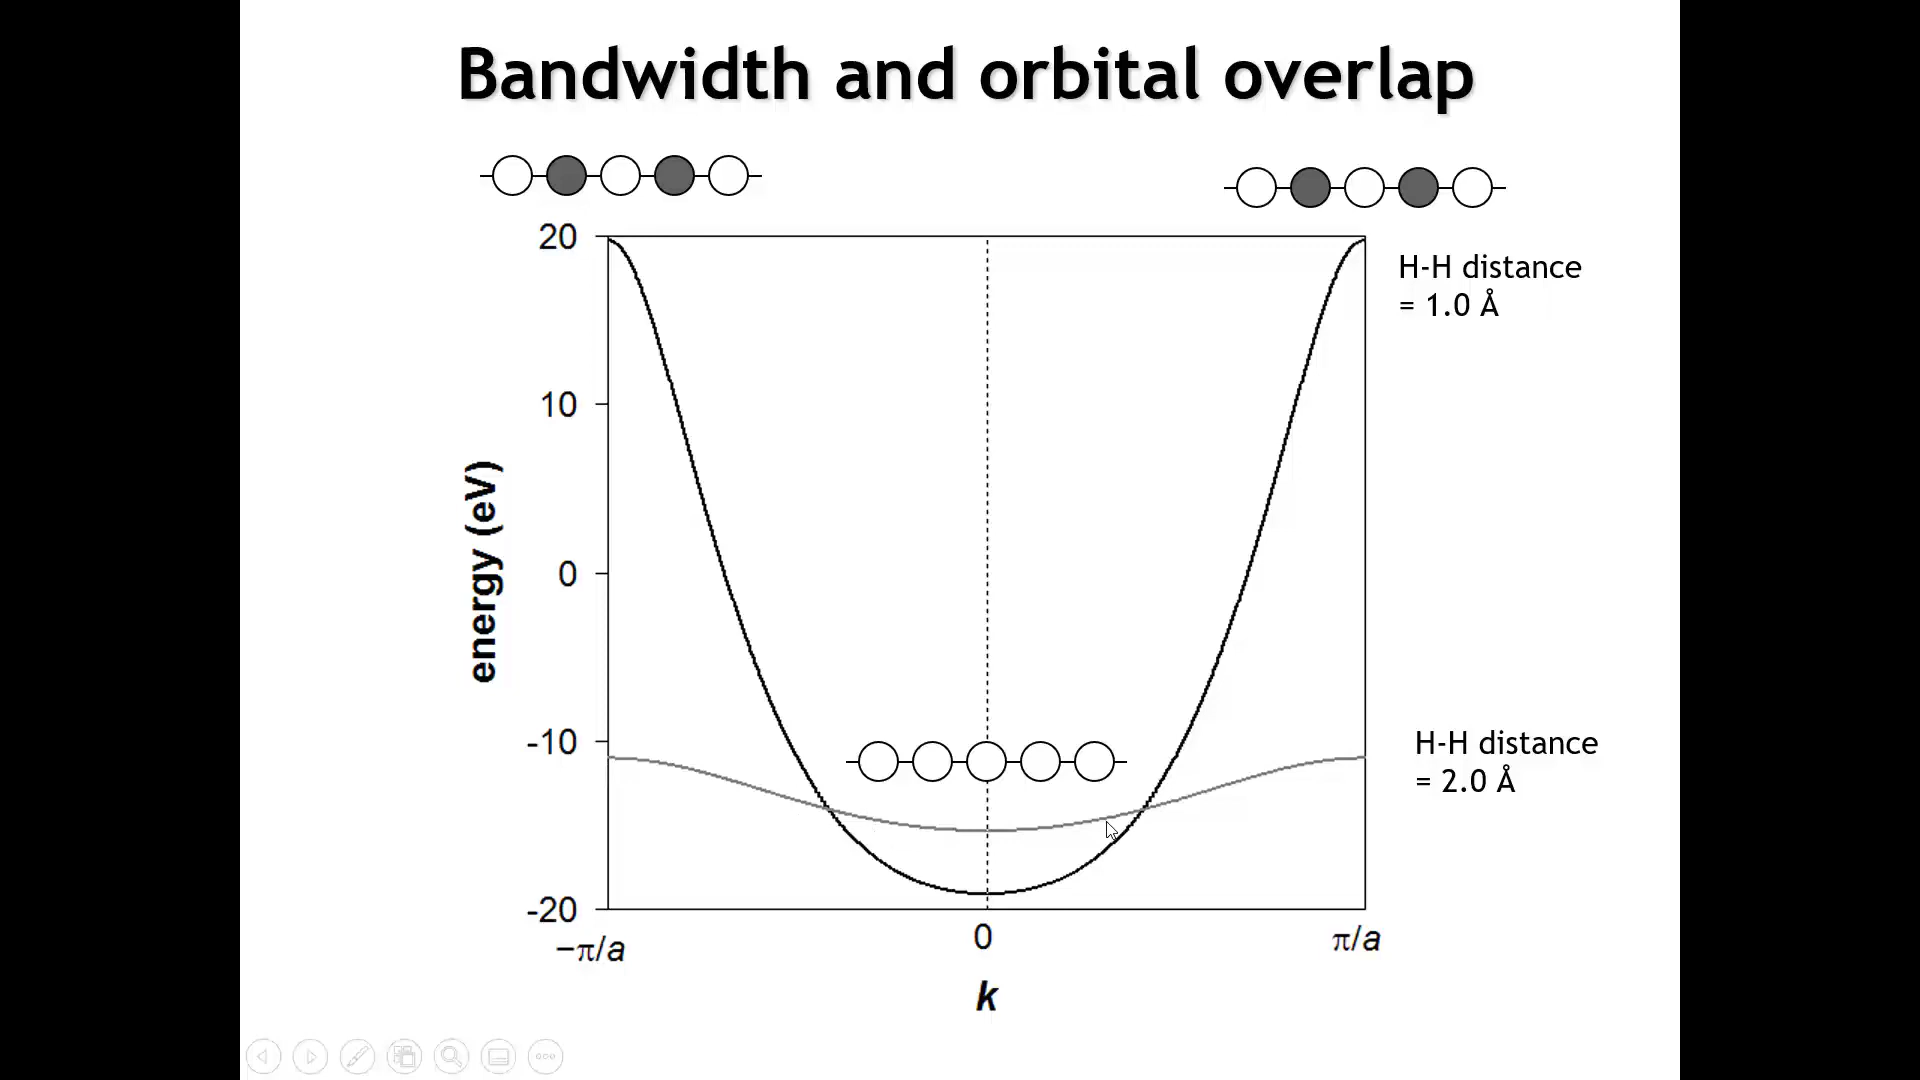 Bandwidth and orbital overlap
20
H-H distance
= 1.0 Å
10
energy (eV)
0
-10
H-H distance
= 2.0 Å
-20
−π/a
0
π/a
k